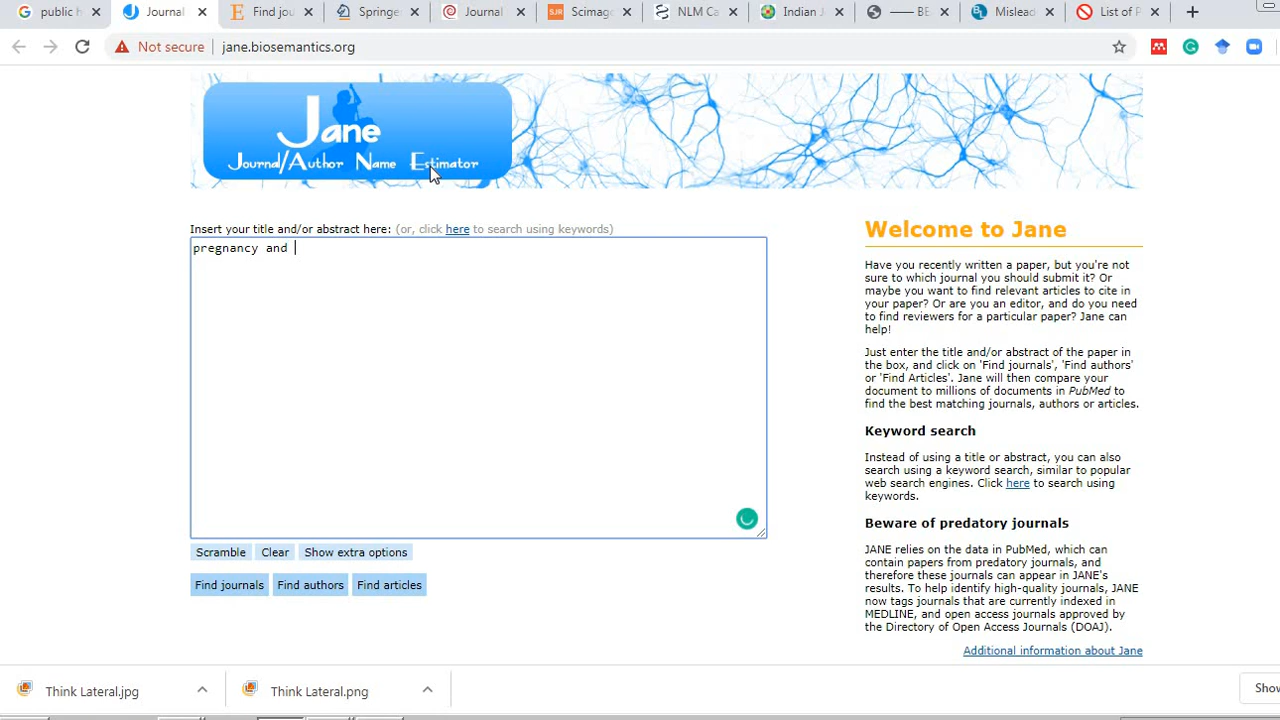 public h
Journal
Find jou
Springe
Journal
Scimag
NLM Ca
Indian J
—— BE
Mislead
List of P
Not secure
jane.biosemantics.org
Jane
Journal/Author Name Estimator
Insert your title and/or abstract here: (or, click here to search using keywords)
pregnancy and
Scramble
Clear
Show extra options
Find journals
Find authors
Find articles
Welcome to Jane
Have you recently written a paper, but you're not
sure to which journal you should submit it? Or
maybe you want to find relevant articles to cite in
your paper? Or are you an editor, and do you need
to find reviewers for a particular paper? Jane can
help!
Just enter the title and/or abstract of the paper in
the box, and click on 'Find journals', 'Find authors'
or 'Find Articles'. Jane will then compare your
document to millions of documents in PubMed to
find the best matching journals, authors or articles.
Keyword search
Instead of using a title or abstract, you can also
search using a keyword search, similar to popular
web search engines. Click here to search using
keywords.
Beware of predatory journals
JANE relies on the data in PubMed, which can
contain papers from predatory journals, and
therefore these journals can appear in JANE's
results. To help identify high-quality journals, JANE
now tags journals that are currently indexed in
MEDLINE, and open access journals approved by
the Directory of Open Access Journals (DOAJ).
Additional information about Jane
Think Lateral.jpg
Think Lateral.png
Show